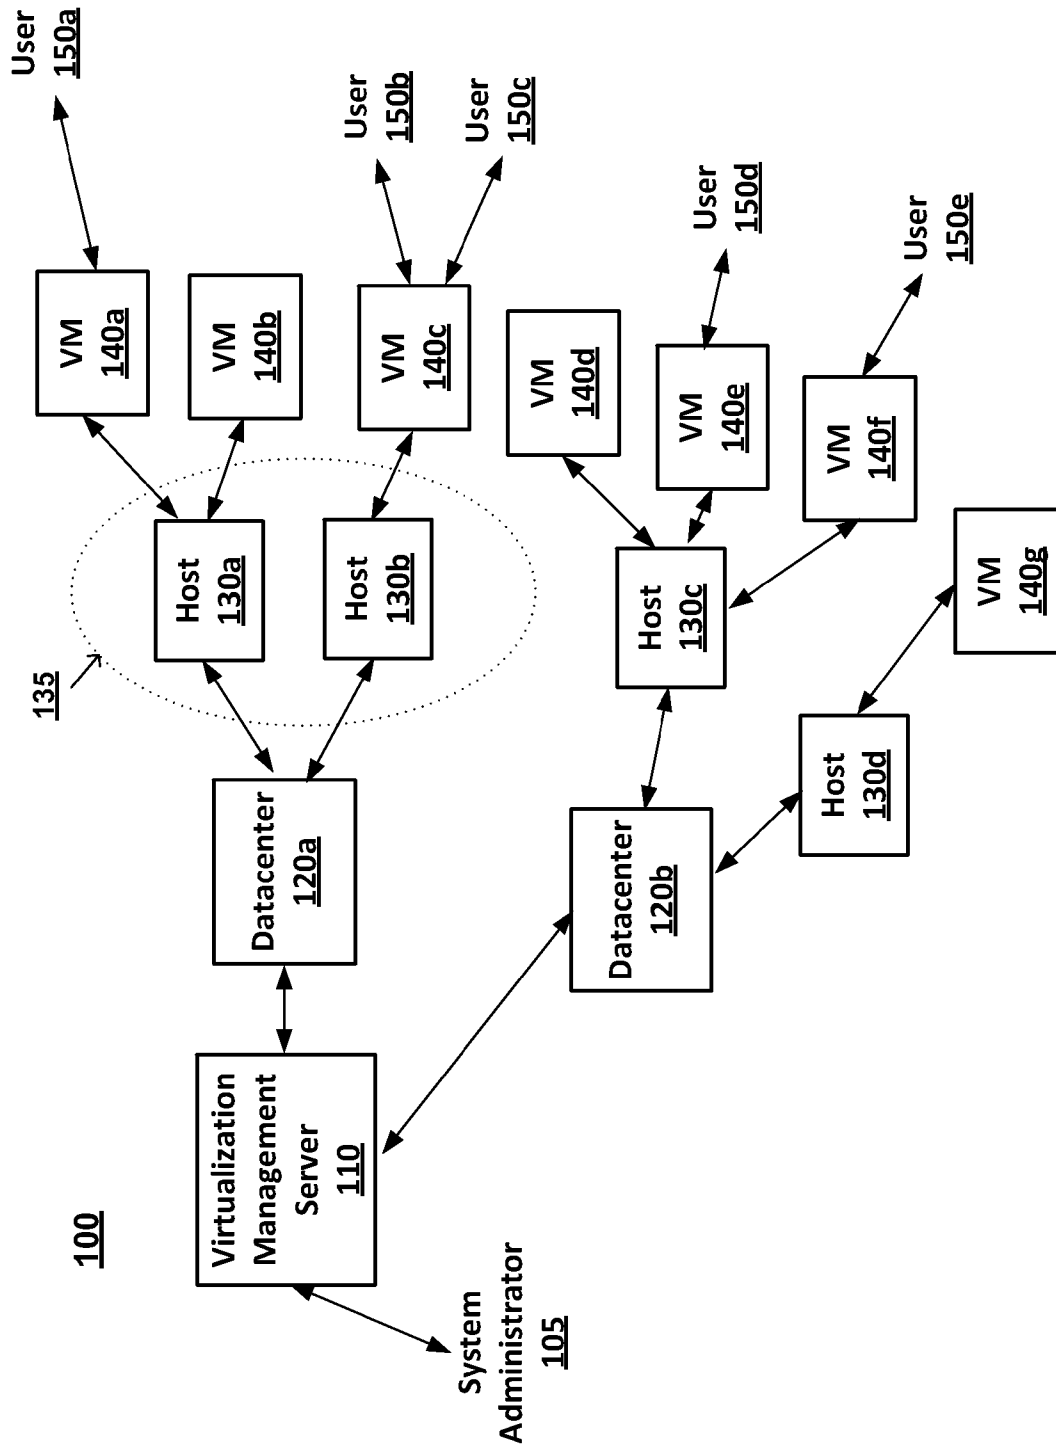 100
System
Administrator
105
Virtualization
Management
Server
110
Datacenter
120a
Datacenter
120b
135
Host
130a
Host
130b
Host
130c
Host
130d
VM
140a
VM
140b
VM
140c
VM
140d
VM
140e
VM
140f
VM
140g
User
150a
User
150b
User
150c
User
150d
User
150e